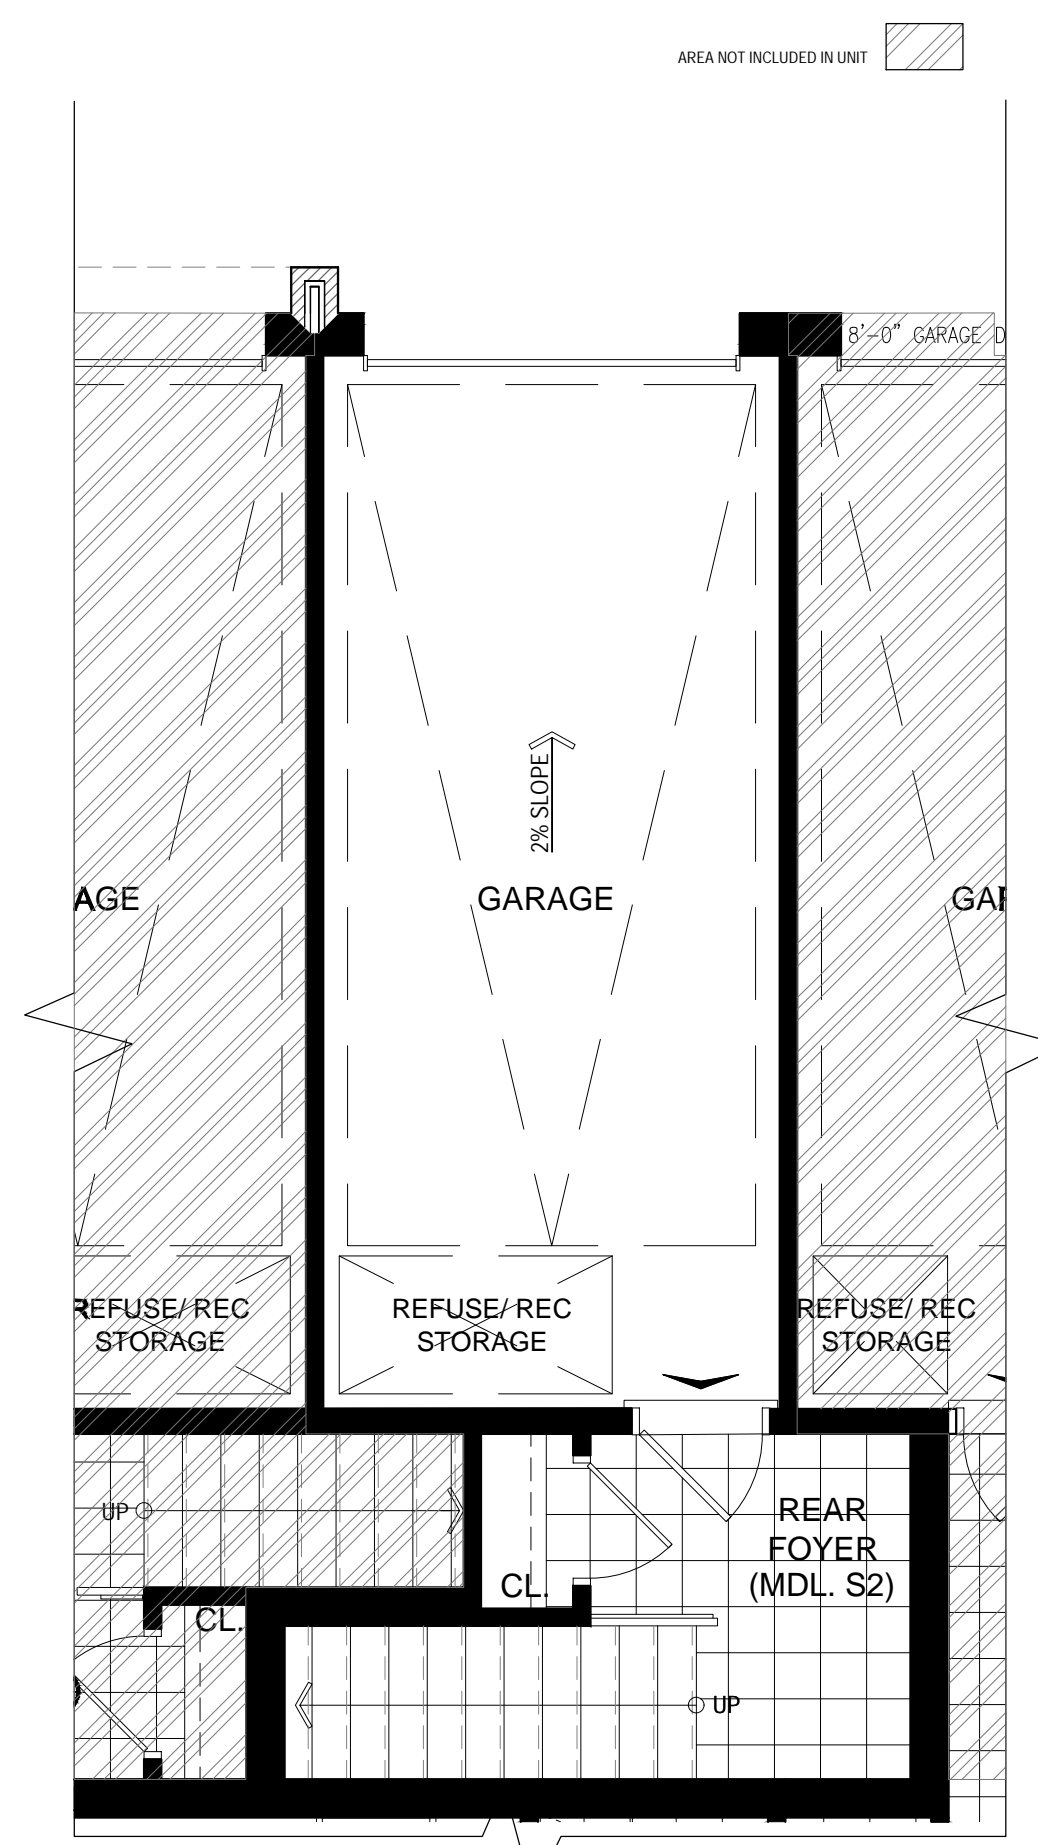 AREA NOT INCLUDED IN UNIT
8'-0" GARAGE D
2% SLOPE
AGE
GARAGE
GAR
REFUSE/ REC
STORAGE
REFUSE/ REC
STORAGE
REFUSE/ REC
STORAGE
UP
REAR
FOYER
(MDL. S2)
CL.
CL.
UP